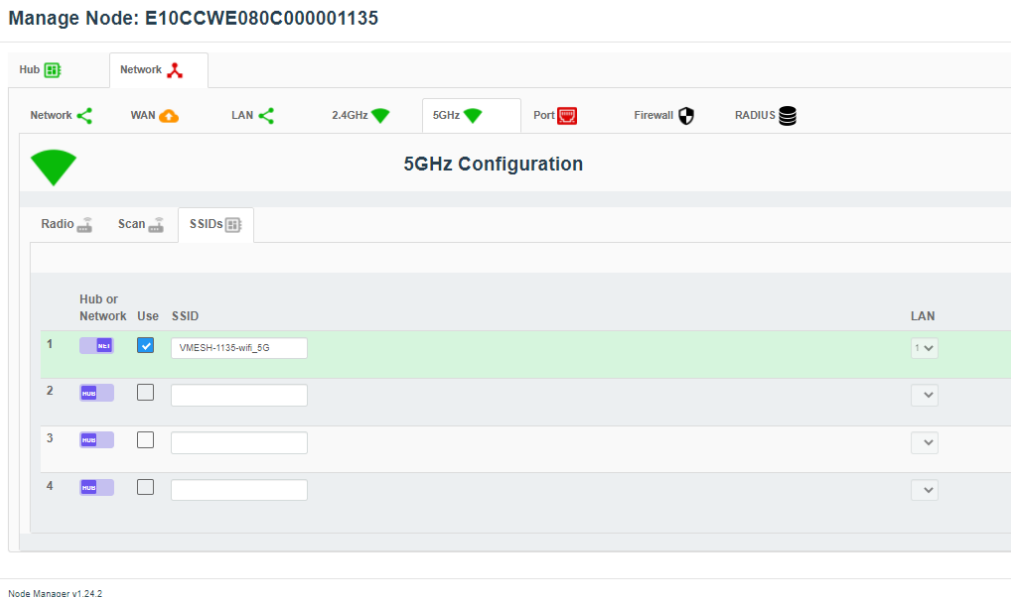 Manage Node: E10CCWE080C000001135
Hub
Network
Network
WAN
LAN
2.4GHz
5GHz
Port
Firewall
RADIUS
5GHz Configuration
Radio
Scan
SSIDs
Hub or
Network Use SSID LAN
1 NET VMESH-1135-wifi_5G 1
2 HUB
3 HUB
4 HUB
Node Manager v1.24.2